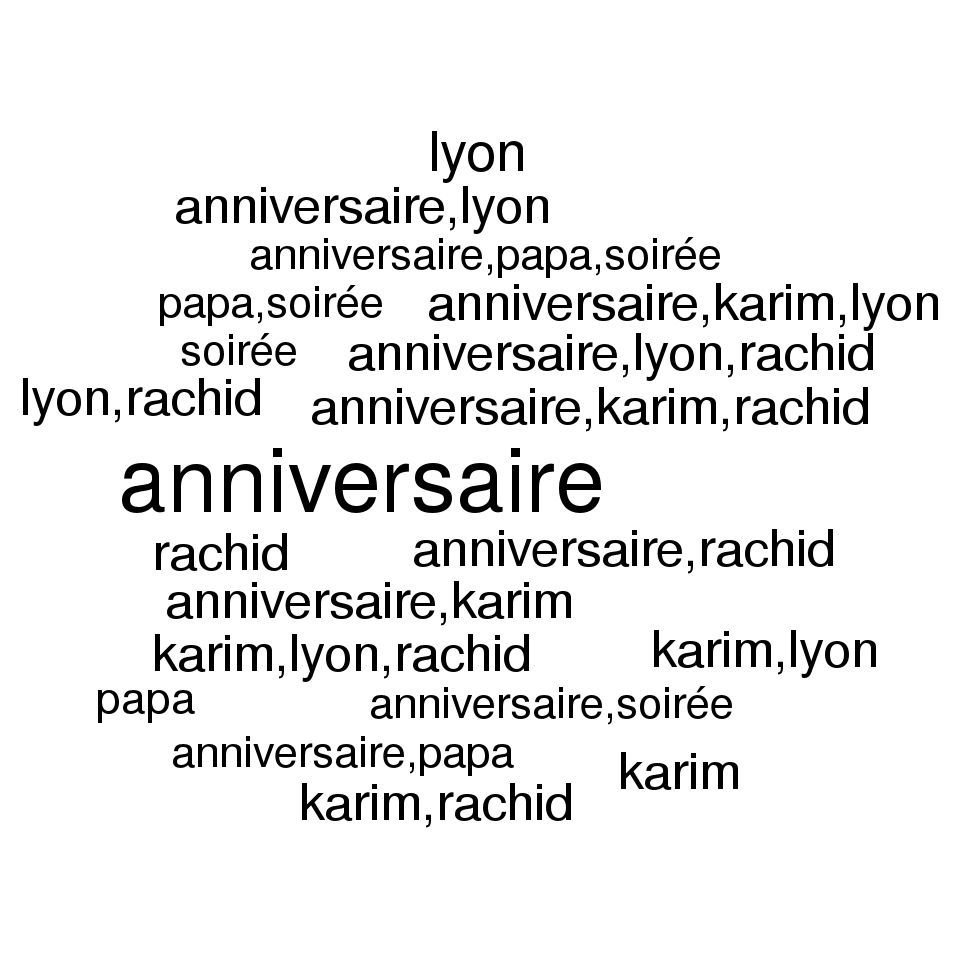 lyon
anniversaire,lyon
anniversaire,papa,soirée
papa,soirée anniversaire,karim,lyon
soirée anniversaire,lyon,rachid
lyon,rachid anniversaire,karim,rachid
anniversaire
rachid anniversaire,rachid
anniversaire,karim
karim,lyon,rachid karim,lyon
papa anniversaire,soirée
anniversaire,papa karim
karim,rachid